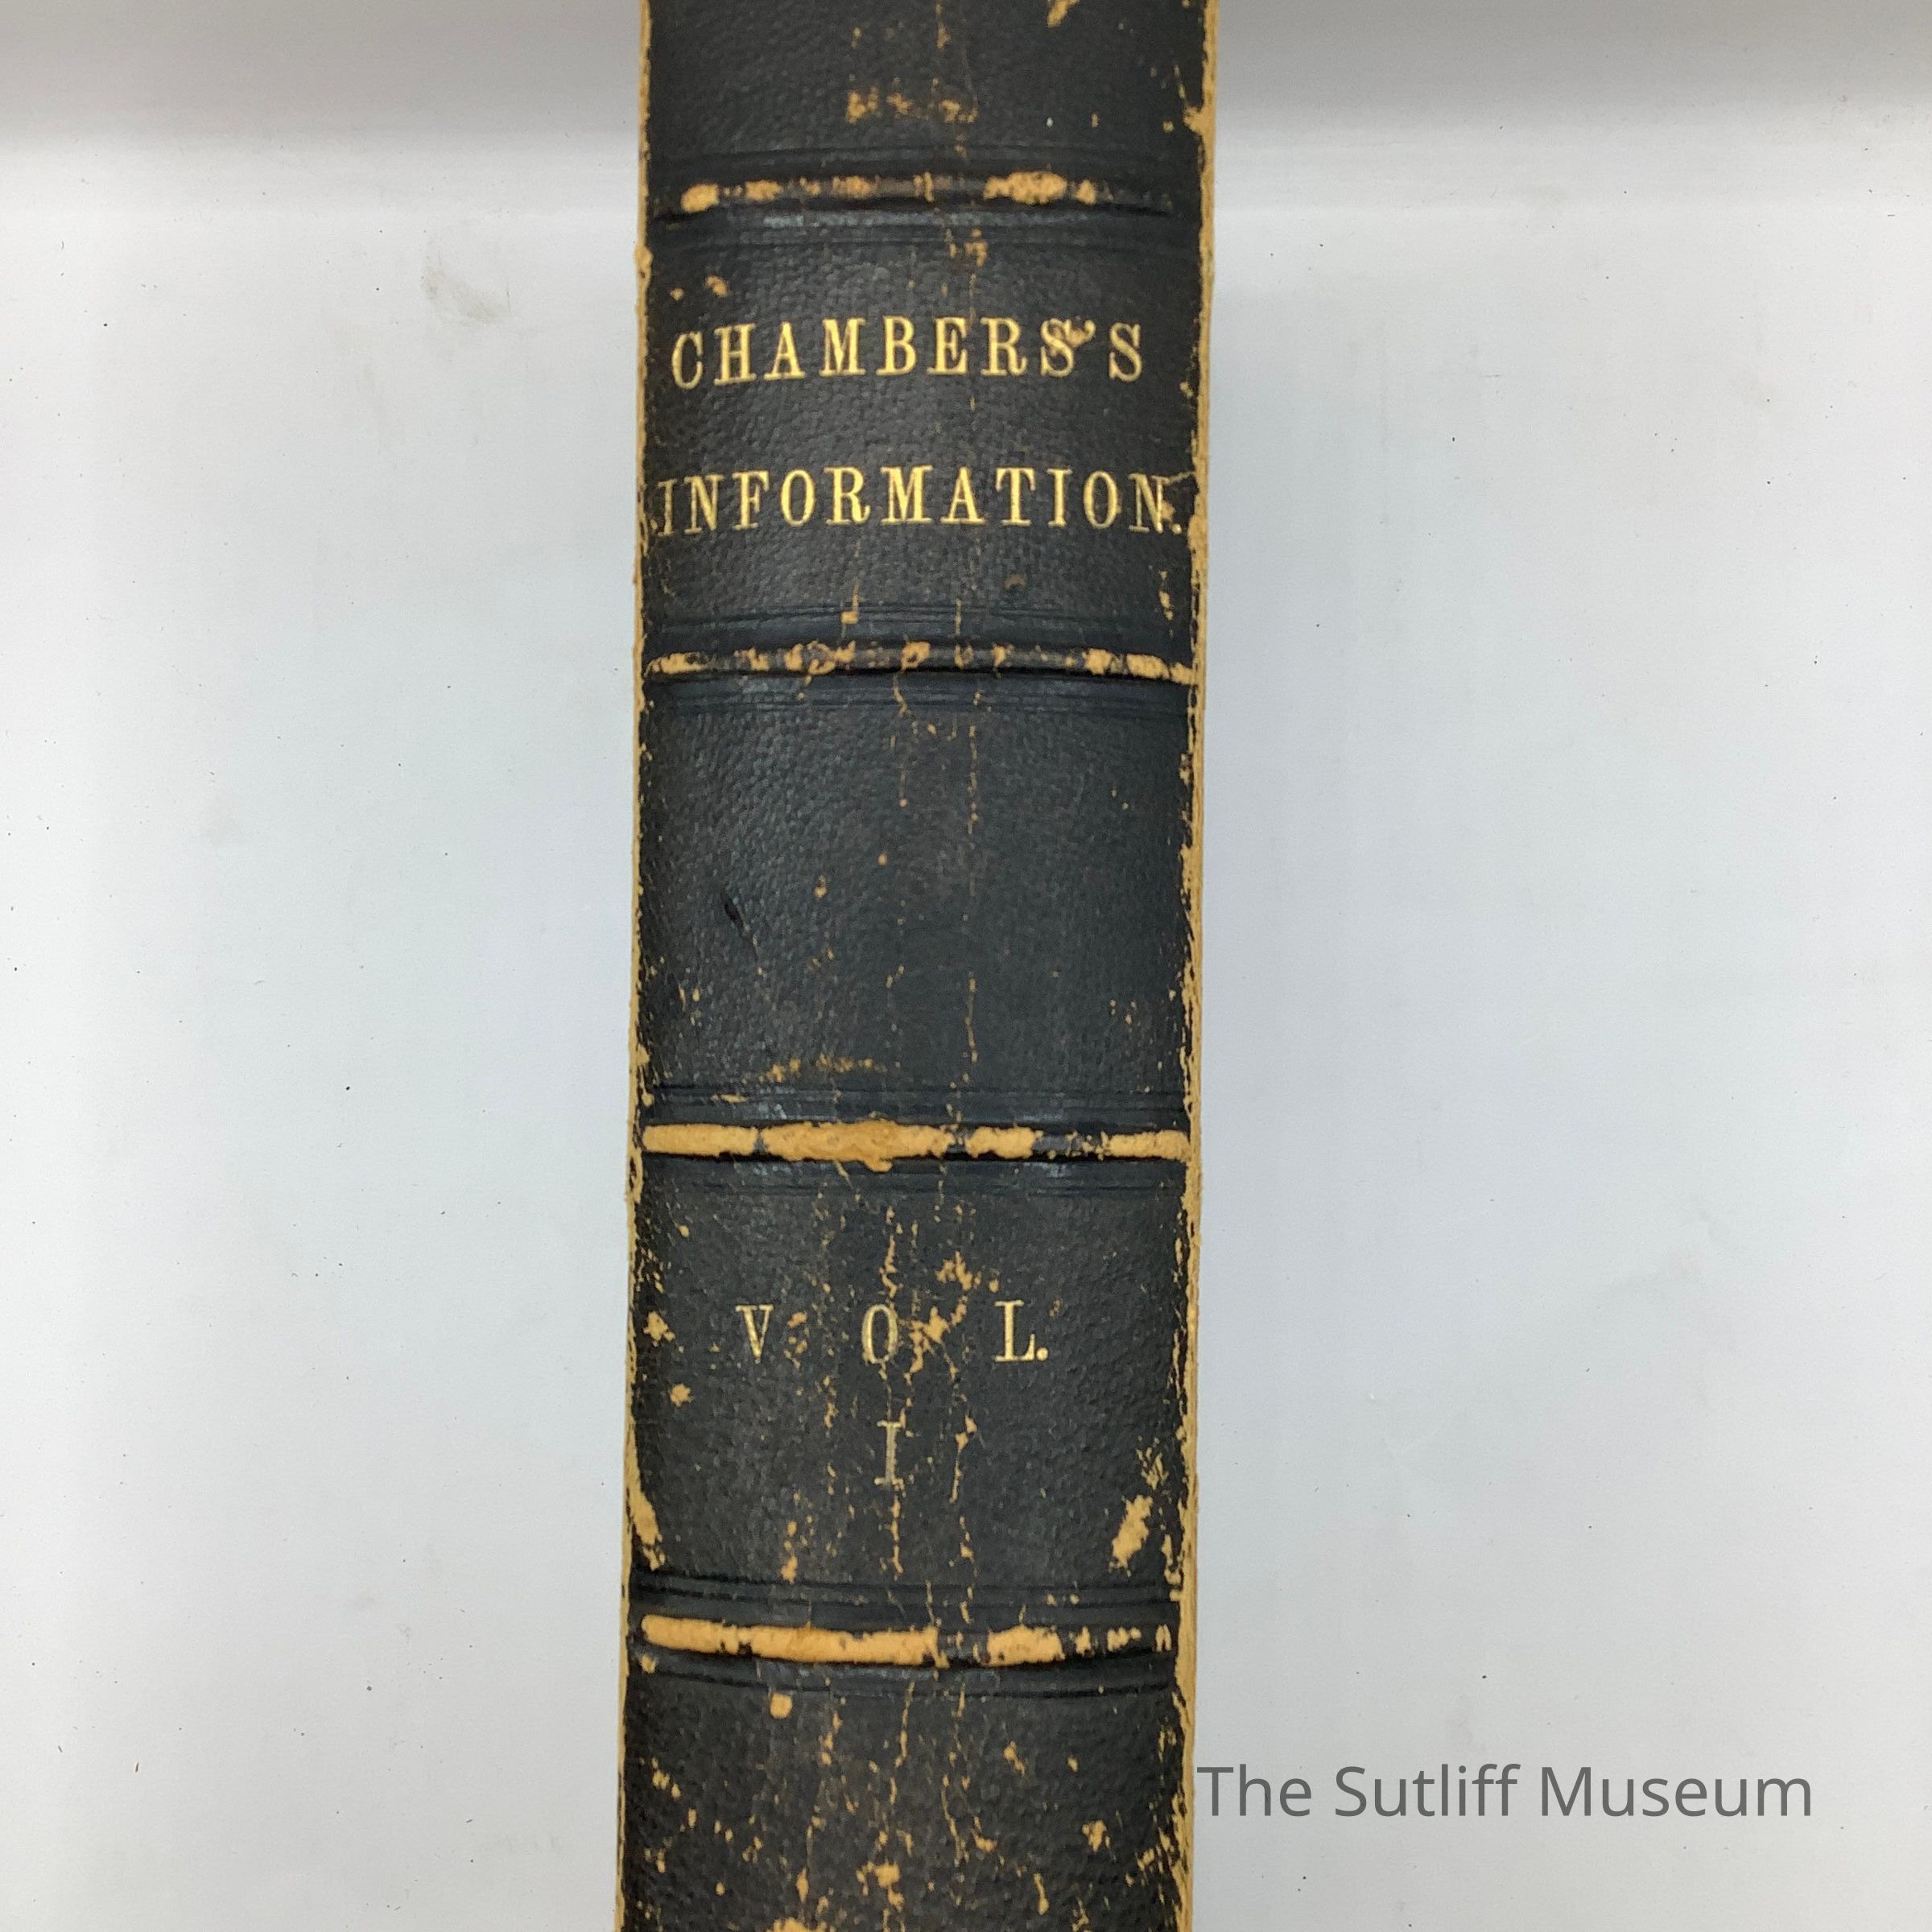 CHAMBERS'S
INFORMATION.
VOL.
I
The Sutliff Museum